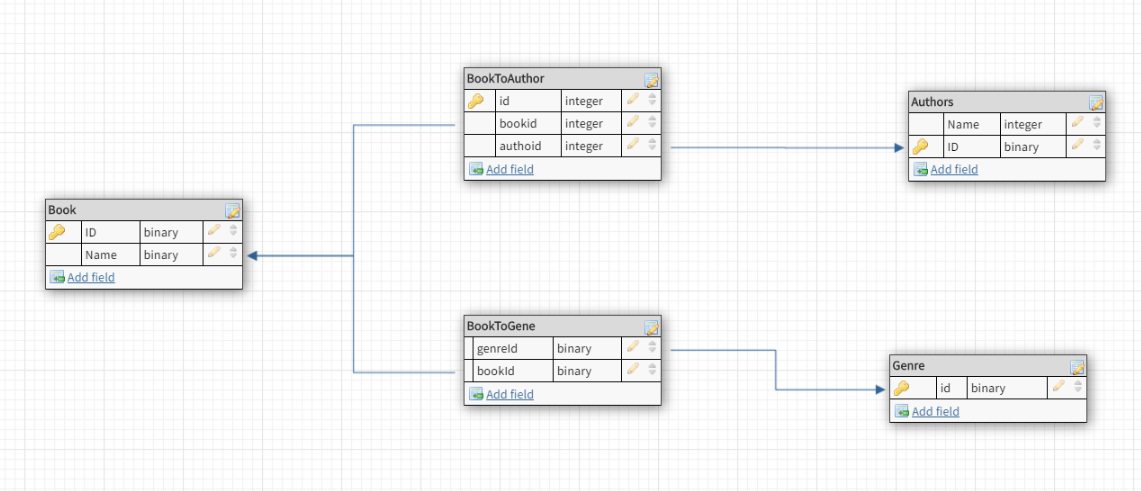 BookToAuthor
id integer
bookid integer
authoid integer
Add field
Authors
Name integer
ID binary
Add field
Book
ID binary
Name binary
Add field
BookToGene
genreId binary
bookId binary
Add field
Genre
id binary
Add field